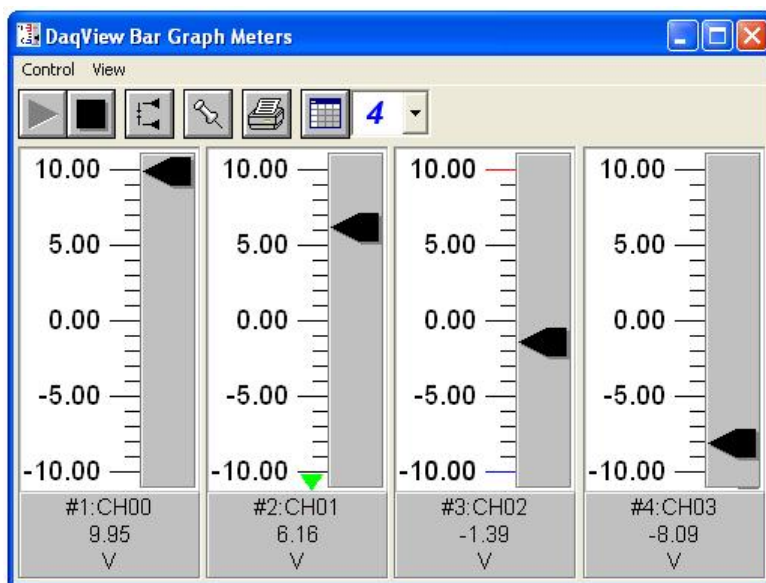 DaqView Bar Graph Meters
Control View
4
10.00 10.00 10.00 10.00
5.00 5.00 5.00 5.00
0.00 0.00 0.00 0.00
-5.00 -5.00 -5.00 -5.00
-10.00 -10.00 -10.00 -10.00
#1:CH00 #2:CH01 #3:CH02 #4:CH03
9.95 6.16 -1.39 -8.09
V V V V